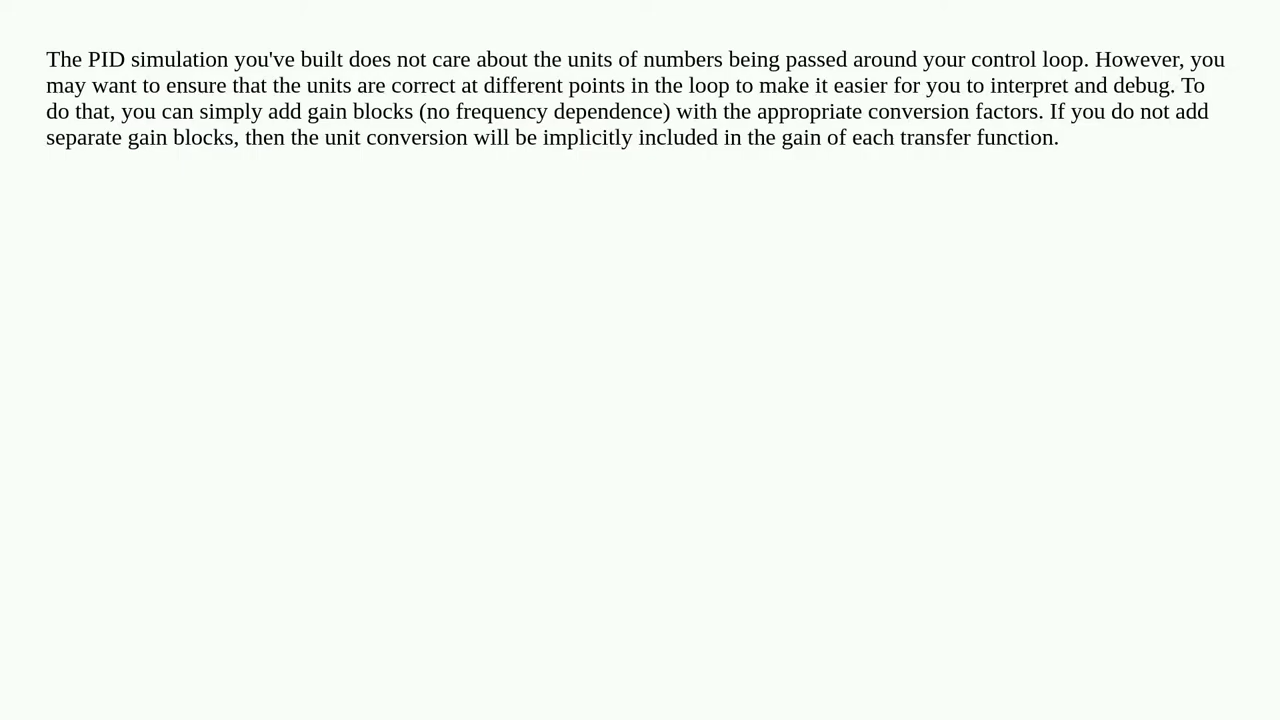 The PID simulation you've built does not care about the units of numbers being passed around your control loop. However, you
may want to ensure that the units are correct at different points in the loop to make it easier for you to interpret and debug. To
do that, you can simply add gain blocks (no frequency dependence) with the appropriate conversion factors. If you do not add
separate gain blocks, then the unit conversion will be implicitly included in the gain of each transfer function.